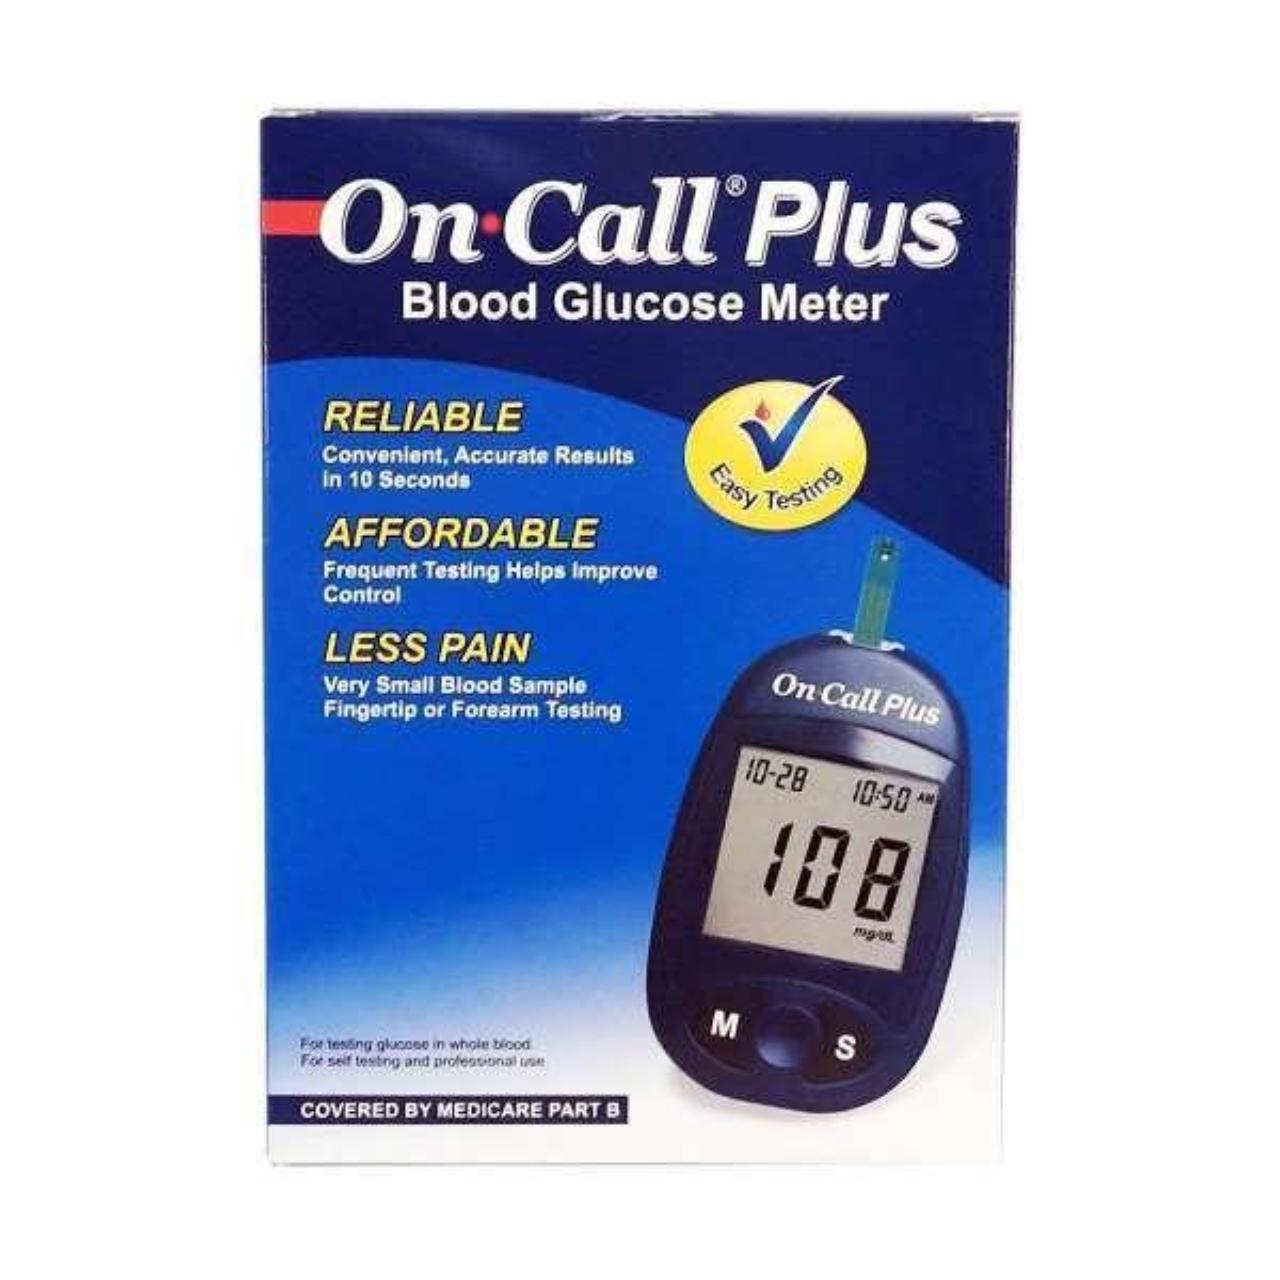 On·Call® Plus
Blood Glucose Meter
RELIABLE
Convenient, Accurate Results
in 10 Seconds
Easy Testing
AFFORDABLE
Frequent Testing Helps Improve
Control
LESS PAIN
Very Small Blood Sample
Fingertip or Forearm Testing
On Call Plus
10-28 10:50 AM
108
mg/dL
M S
For testing glucose in whole blood.
For self testing and professional use
COVERED BY MEDICARE PART B